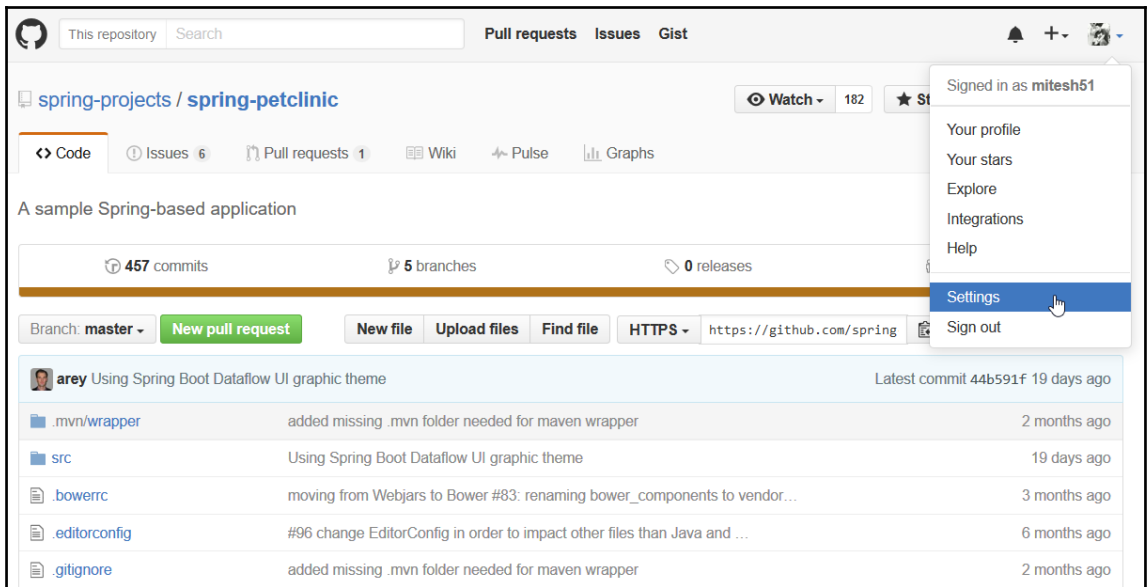 This repository Search Pull requests Issues Gist
Signed in as mitesh51
Your profile
Your stars
Explore
Integrations
Help
Settings
Sign out
spring-projects / spring-petclinic Watch 182
Code Issues 6 Pull requests 1 Wiki Pulse Graphs
A sample Spring-based application
457 commits 5 branches 0 releases
Branch: master New pull request New file Upload files Find file HTTPS https://github.com/spring
arey Using Spring Boot Dataflow UI graphic theme Latest commit 44b591f 19 days ago
.mvn/wrapper added missing .mvn folder needed for maven wrapper 2 months ago
src Using Spring Boot Dataflow UI graphic theme 19 days ago
.bowerrc moving from Webjars to Bower #83: renaming bower_components to vendor… 3 months ago
.editorconfig #96 change EditorConfig in order to impact other files than Java and … 6 months ago
.gitignore added missing .mvn folder needed for maven wrapper 2 months ago